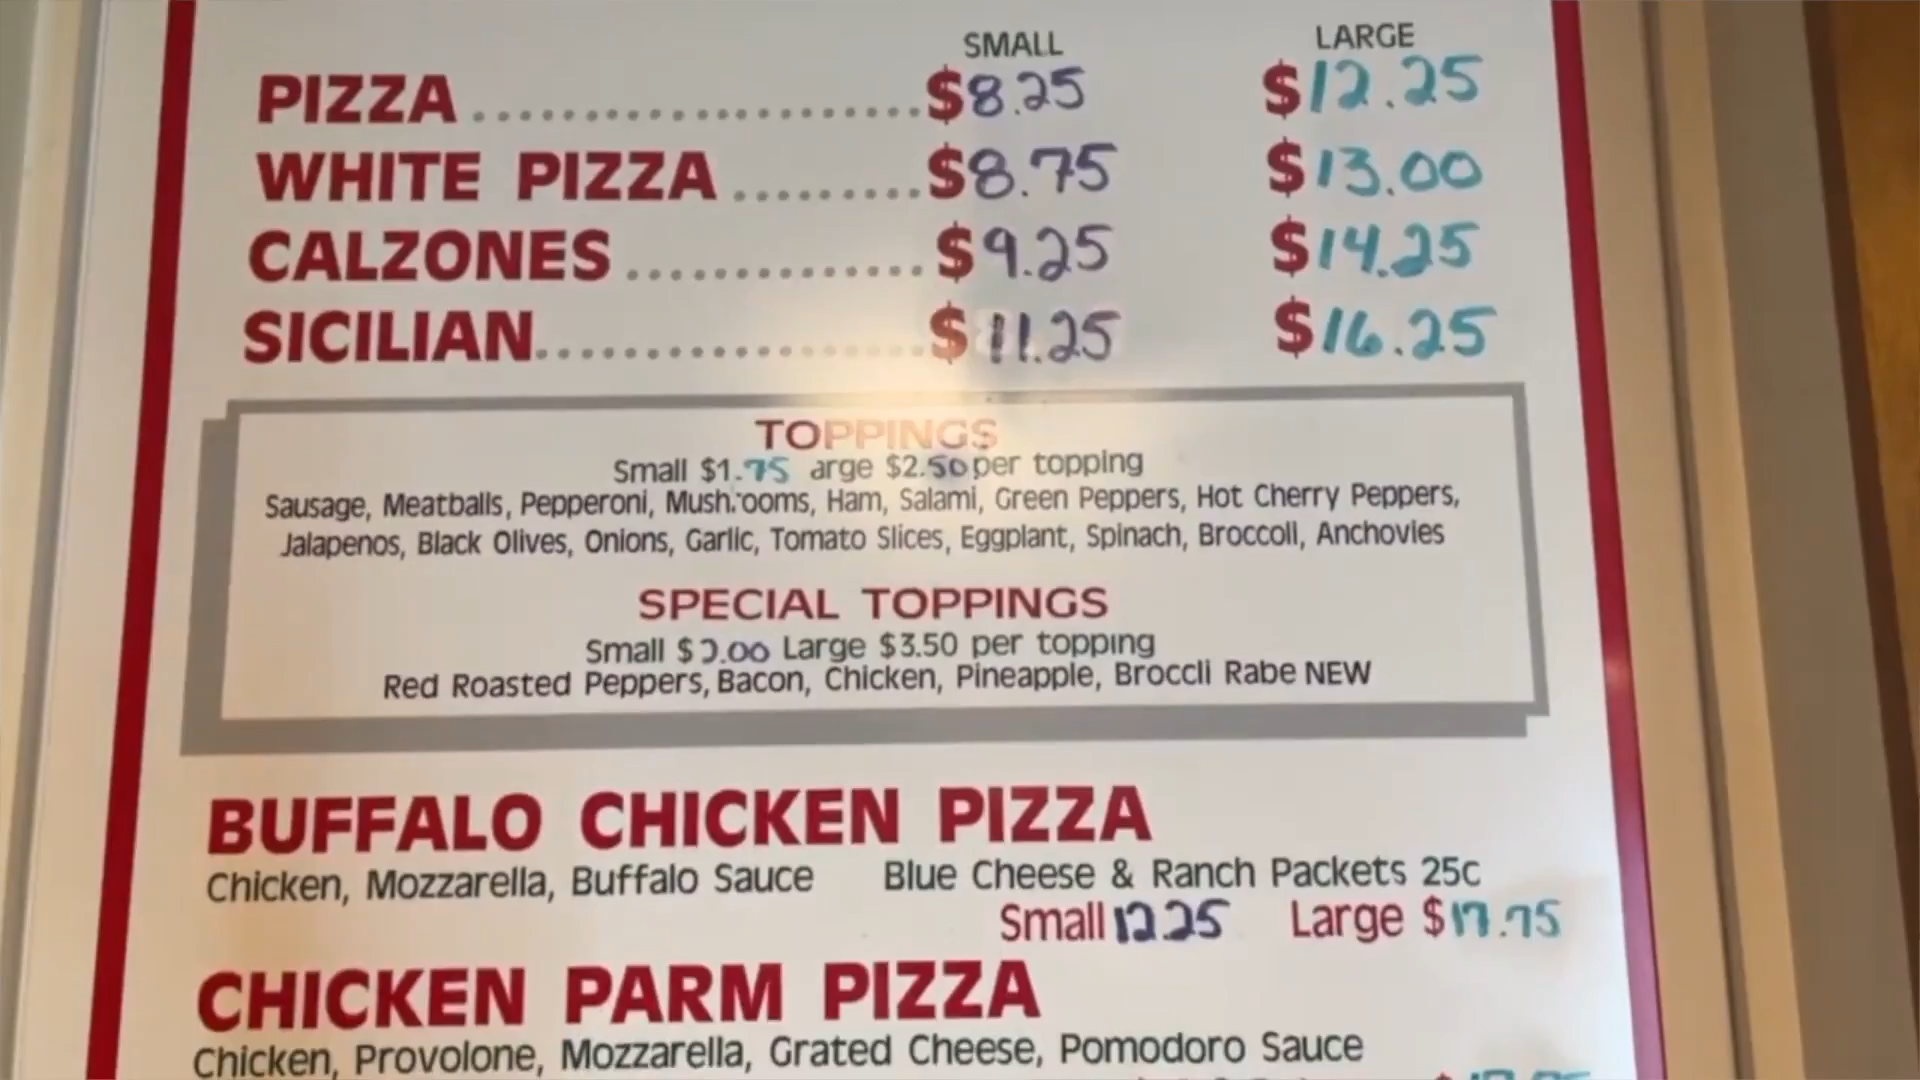 SMALL LARGE
PIZZA ........................ $8.25 $12.25
WHITE PIZZA .......... $8.75 $13.00
CALZONES ................ $9.25 $14.25
SICILIAN..................... $11.25 $16.25
TOPPINGS
Small $1.75 arge $2.50 per topping
Sausage, Meatballs, Pepperoni, Mushrooms, Ham, Salami, Green Peppers, Hot Cherry Peppers,
Jalapenos, Black Olives, Onions, Garlic, Tomato Slices, Eggplant, Spinach, Broccoli, Anchovies
SPECIAL TOPPINGS
Small Large $3.50 per topping
Red Roasted Peppers, Bacon, Chicken, Pineapple, Broccli Rabe NEW
BUFFALO CHICKEN PIZZA
Chicken, Mozzarella, Buffalo Sauce Blue Cheese & Ranch Packets 25c
Small 12.25 Large $17.75
CHICKEN PARM PIZZA
Chicken, Provolone, Mozzarella, Grated Cheese, Pomodoro Sauce